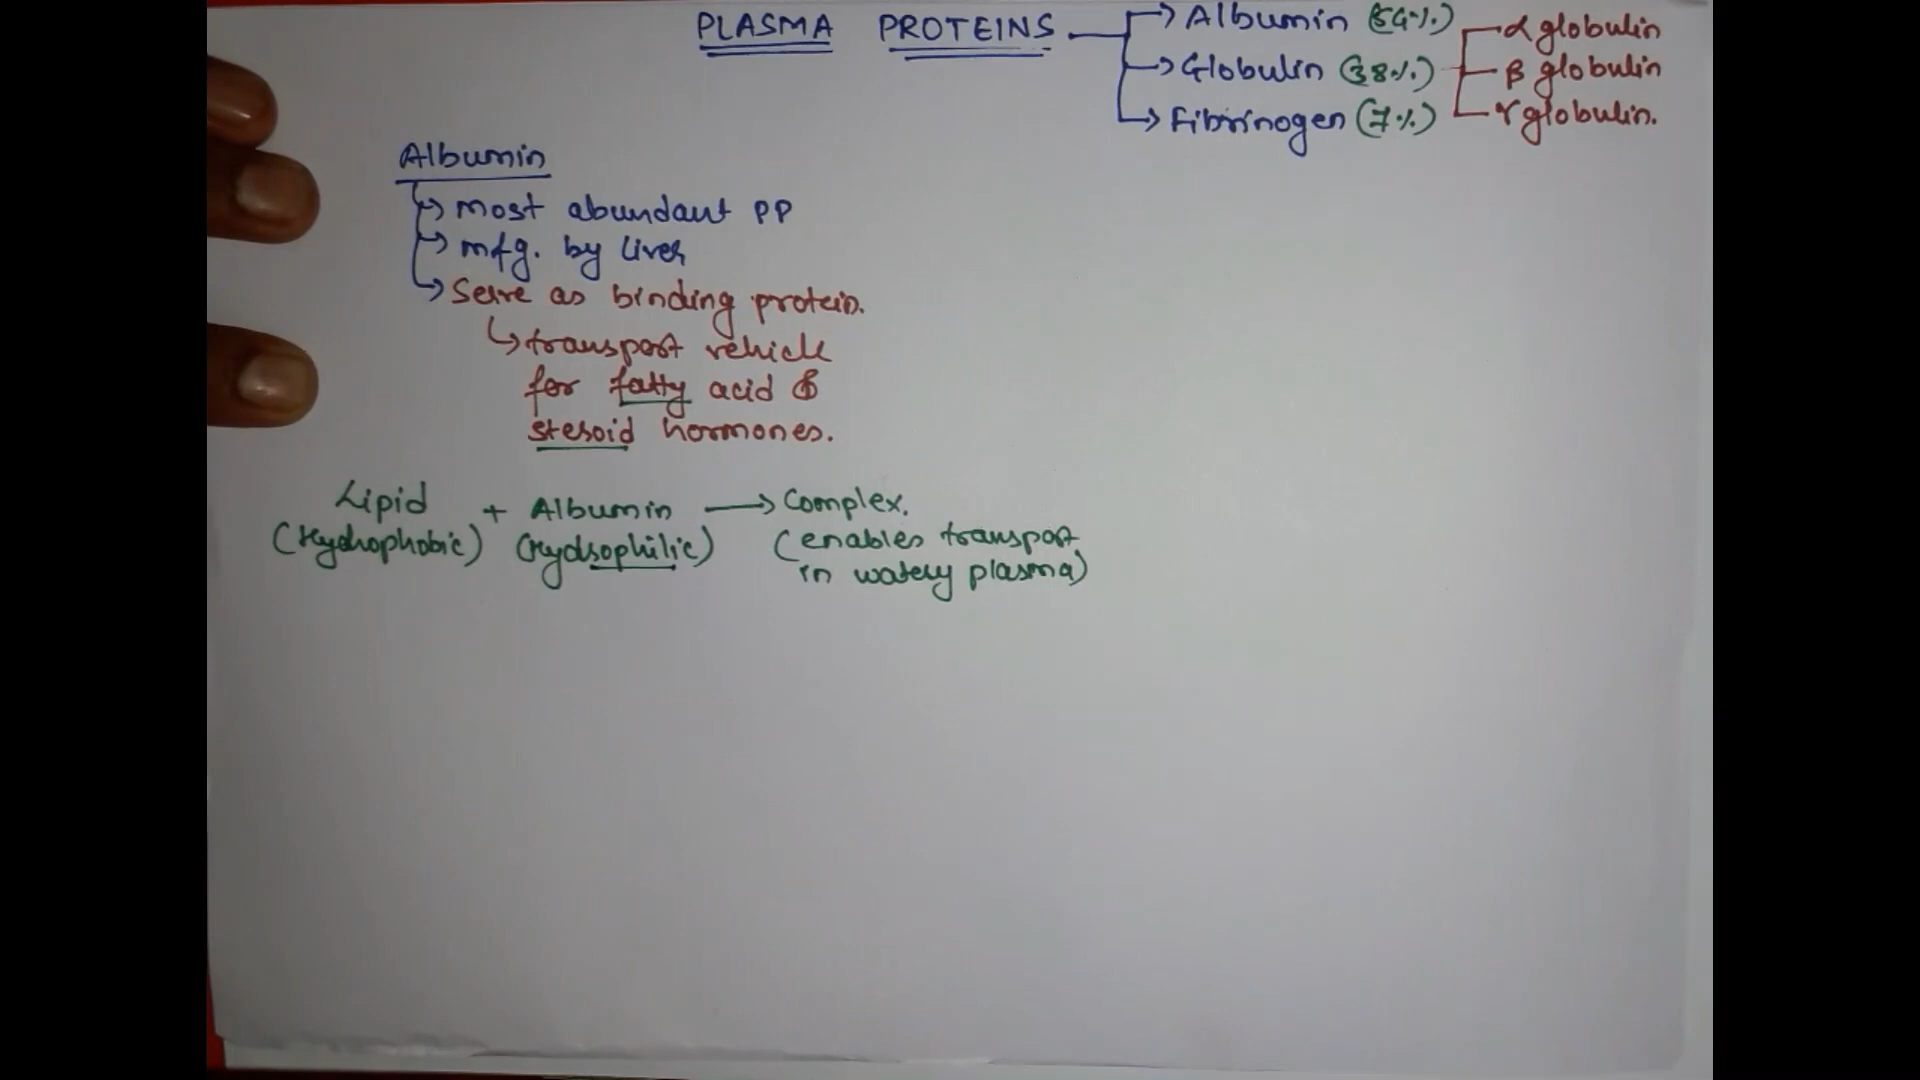 PLASMA PROTEINS → Albumin (54%)
→ Globulin (38%)
→ Fibrinogen (7%)
α globulin
β globulin
γ globulin.
Albumin
→ most abundant PP
→ mfg. by liver
→ Serve as binding protein.
↳ transport vehicle
for fatty acid &
steroid hormones.
Lipid + Albumin → Complex.
(Hydrophobic) (Hydrophilic) (enables transport
in watery plasma)